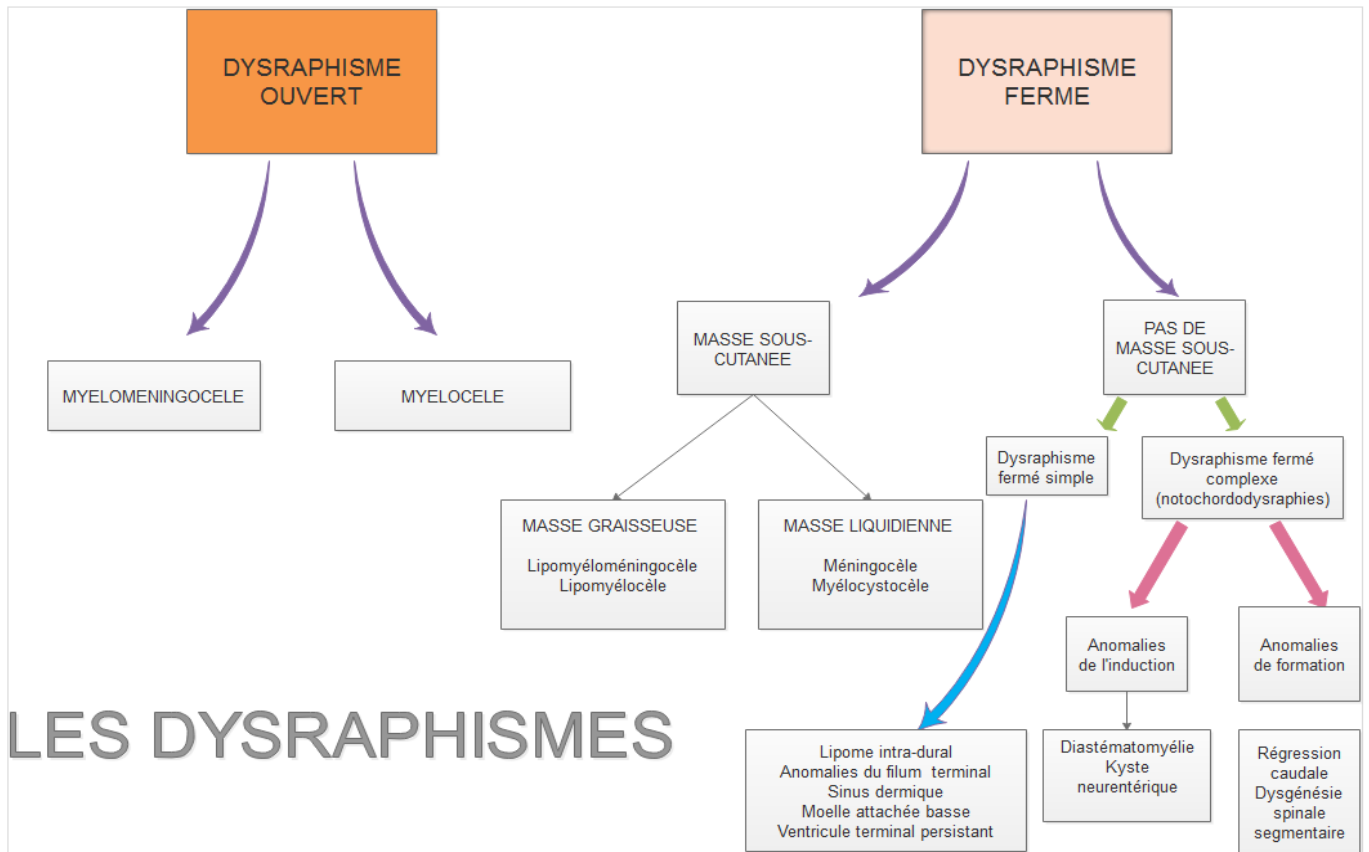 DYSRAPHISME
OUVERT
DYSRAPHISME
FERME
MYELOMENINGOCELE
MYELOCELE
MASSE SOUS-
CUTANEE
PAS DE
MASSE SOUS-
CUTANEE
MASSE GRAISSEUSE
Lipomyéloméningocèle
Lipomyélocèle
MASSE LIQUIDIENNE
Méningocèle
Myélocystocèle
Dysraphisme
fermé simple
Dysraphisme fermé
complexe
(notochordodysraphies)
Anomalies
de l'induction
Anomalies
de formation
LES DYSRAPHISMES
Lipome intra-dural
Anomalies du filum terminal
Sinus dermique
Moelle attachée basse
Ventricule terminal persistant
Diastématomyélie
Kyste
neurentérique
Régression
caudale
Dysgénésie
spinale
segmentaire